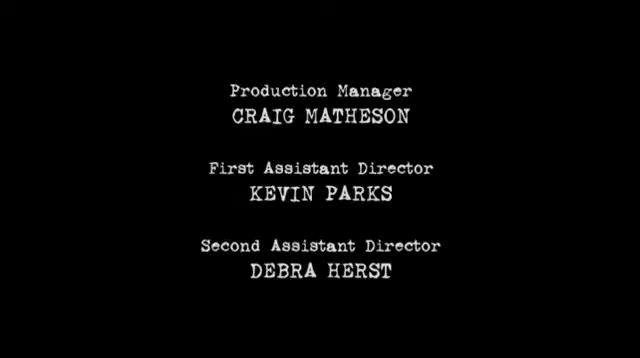 Production Manager
CRAIG MATHESON
First Assistant Director
KEVIN PARKS
Second Assistant Director
DEBRA HERST